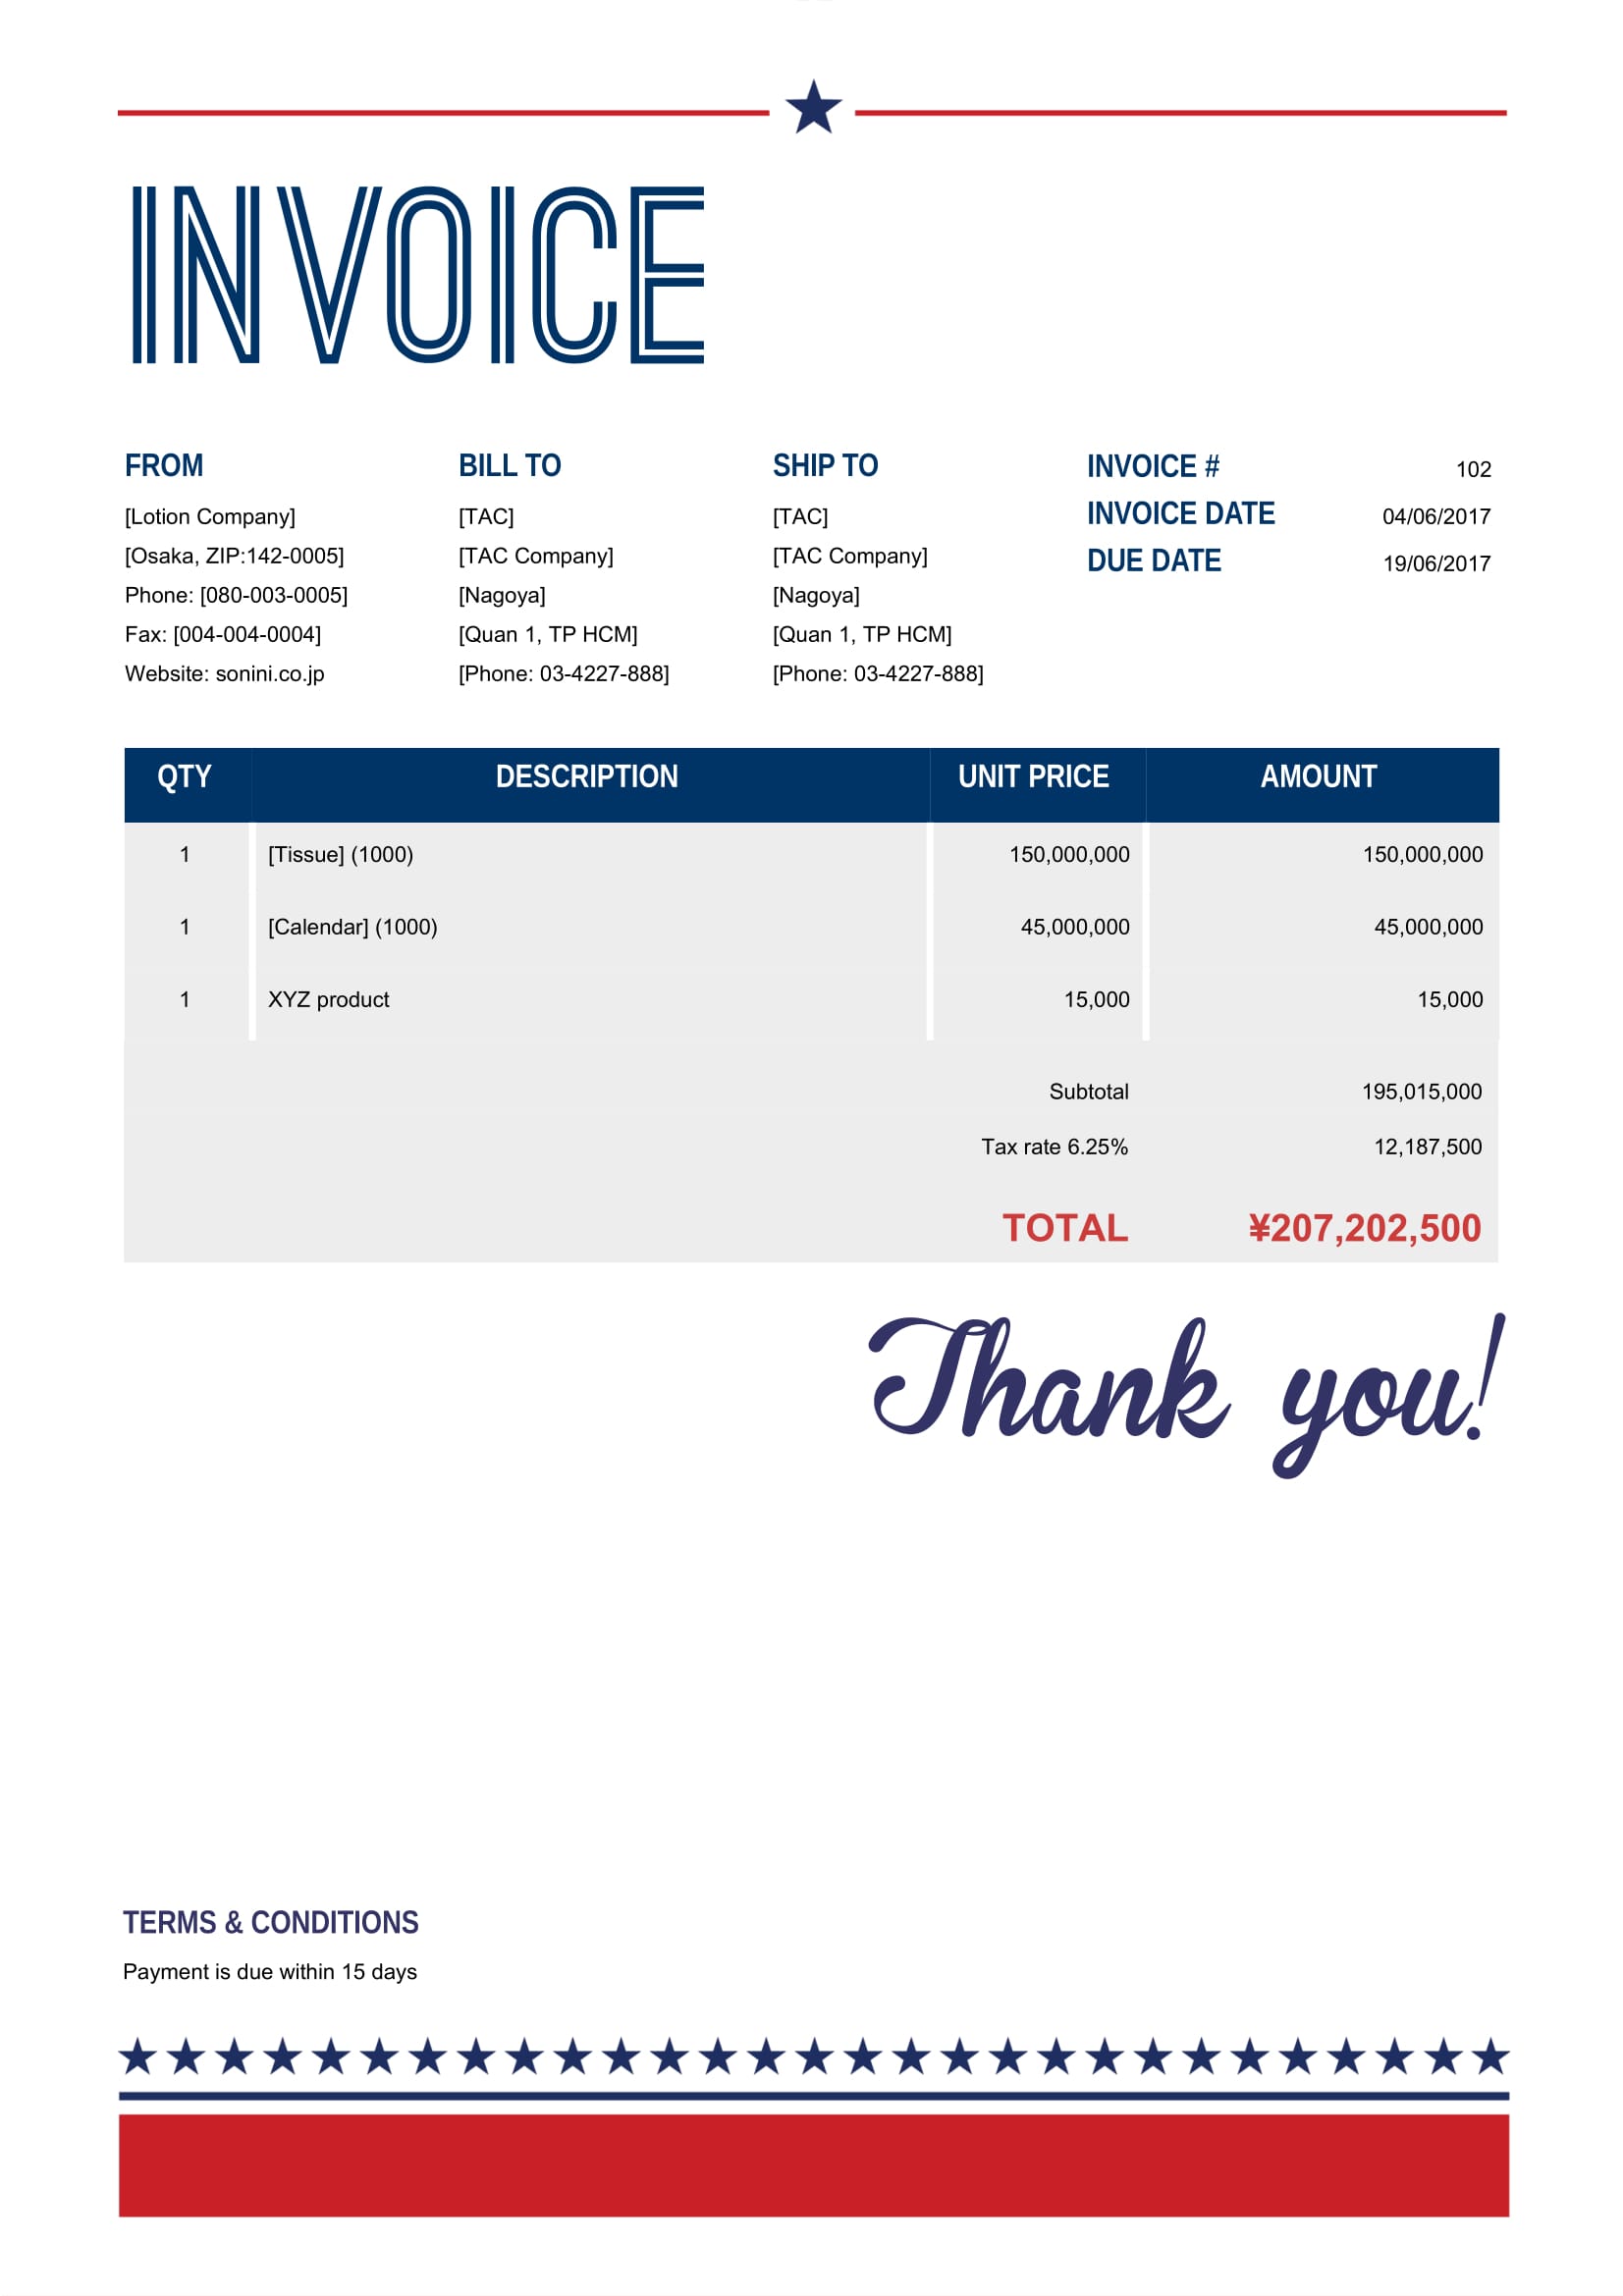 INVOICE
FROM
[Lotion Company]
[Osaka, ZIP:142-0005]
Phone: [080-003-0005]
Fax: [004-004-0004]
Website: sonini.co.jp
BILL TO
[TAC]
[TAC Company]
[Nagoya]
[Quan 1, TP HCM]
[Phone: 03-4227-888]
SHIP TO
[TAC]
[TAC Company]
[Nagoya]
[Quan 1, TP HCM]
[Phone: 03-4227-888]
INVOICE # 102
INVOICE DATE 04/06/2017
DUE DATE 19/06/2017
QTY DESCRIPTION UNIT PRICE AMOUNT
1 [Tissue] (1000) 150,000,000 150,000,000
1 [Calendar] (1000) 45,000,000 45,000,000
1 XYZ product 15,000 15,000
Subtotal 195,015,000
Tax rate 6.25% 12,187,500
TOTAL ¥207,202,500
Thank you!
TERMS & CONDITIONS
Payment is due within 15 days